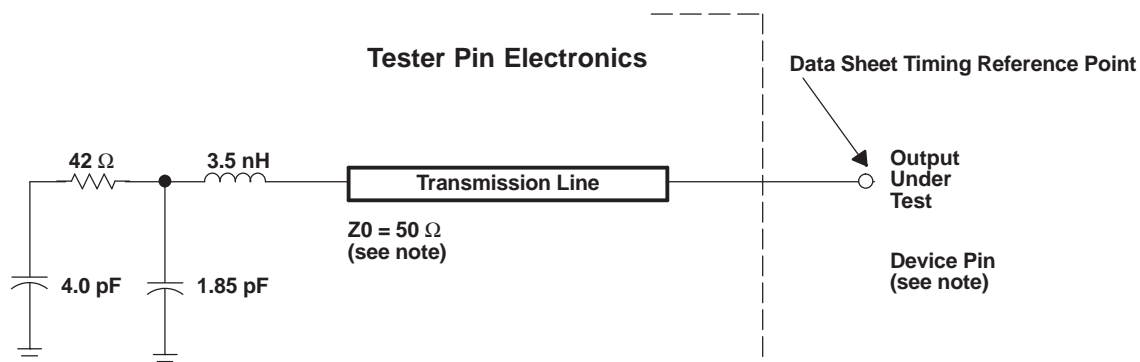 Tester Pin Electronics
Data Sheet Timing Reference Point
42 Ω
3.5 nH
Transmission Line
Output
Under
Test
Z0 = 50 Ω
(see note)
Device Pin
(see note)
4.0 pF
1.85 pF